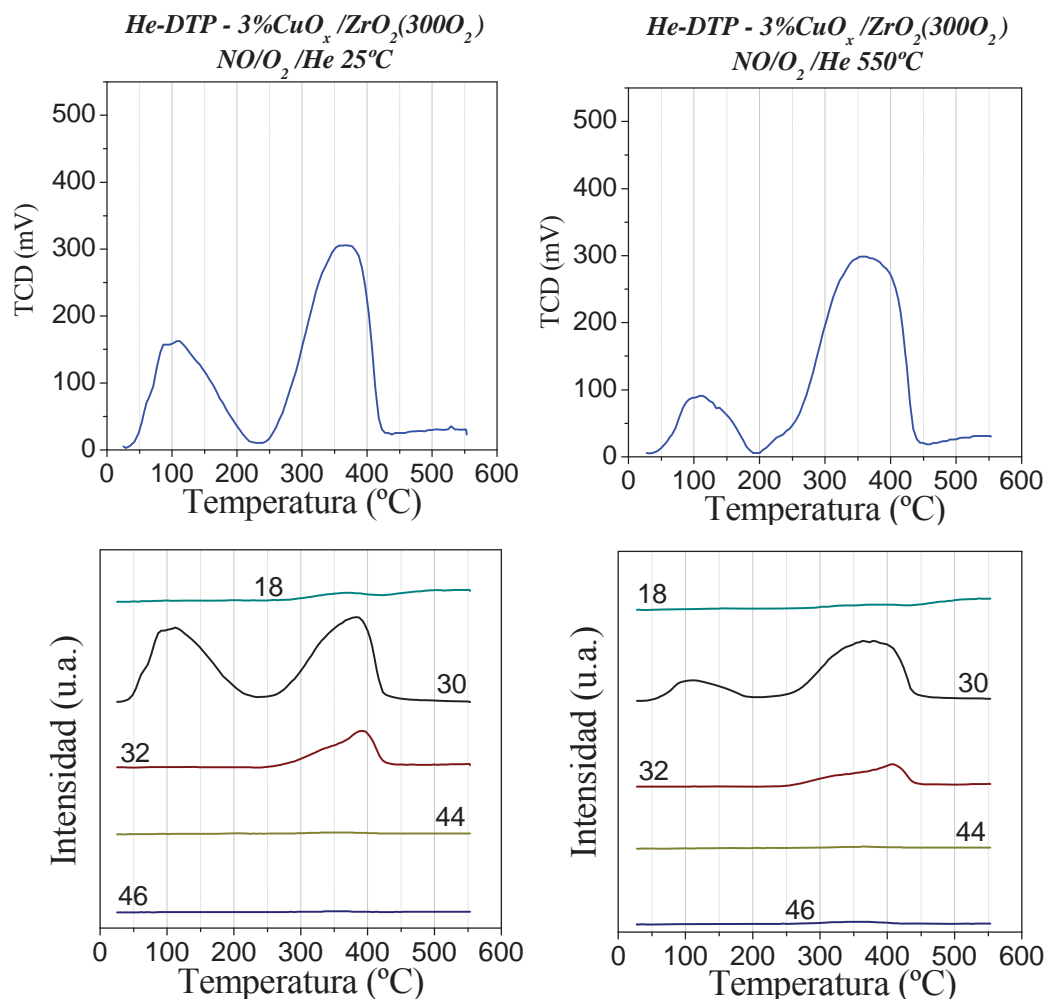 He-DTP - 3%CuOx /ZrO2(300O2)
NO/O2 /He 25ºC
500
400
300
200
100
0
TCD (mV)
0 100 200 300 400 500 600
Temperatura (ºC)
He-DTP - 3%CuOx /ZrO2(300O2)
NO/O2 /He 550ºC
500
400
300
200
100
0
TCD (mV)
0 100 200 300 400 500 600
Temperatura (ºC)
18
30
32
44
46
Intensidad (u.a.)
0 100 200 300 400 500 600
Temperatura (ºC)
18
30
32
44
46
Intensidad (u.a.)
0 100 200 300 400 500 600
Temperatura (ºC)